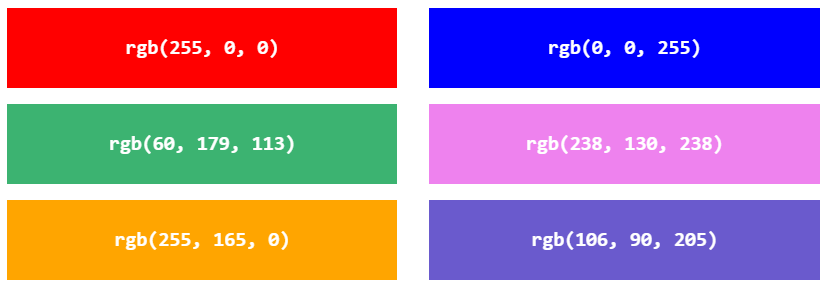 rgb(255, 0, 0)
rgb(0, 0, 255)
rgb(60, 179, 113)
rgb(238, 130, 238)
rgb(255, 165, 0)
rgb(106, 90, 205)